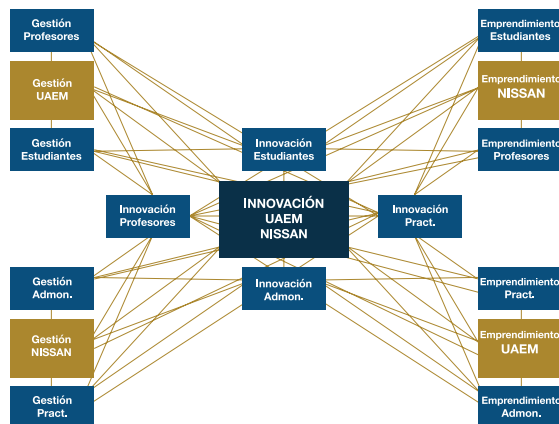 Gestión
Profesores
Emprendimiento
Estudiantes
Gestión
UAEM
Emprendimiento
NISSAN
Gestión
Estudiantes
Innovación
Estudiantes
Emprendimiento
Profesores
Innovación
Profesores
INNOVACIÓN
UAEM
NISSAN
Innovación
Pract.
Gestión
Admon.
Innovación
Admon.
Emprendimiento
Pract.
Gestión
NISSAN
Emprendimiento
UAEM
Gestión
Pract.
Emprendimiento
Admon.